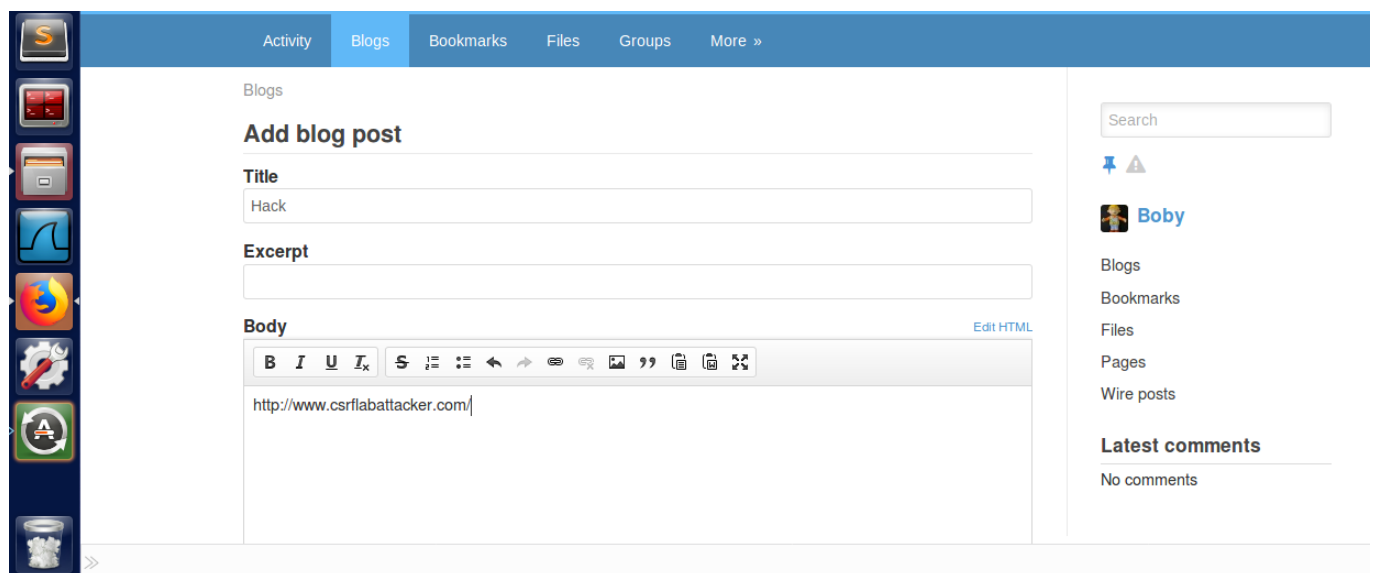 Activity Blogs Bookmarks Files Groups More »
Blogs
Add blog post
Title
Hack
Excerpt
Body
Edit HTML
B I U Ix S
http://www.csrflabattacker.com/
Search
Boby
Blogs
Bookmarks
Files
Pages
Wire posts
Latest comments
No comments